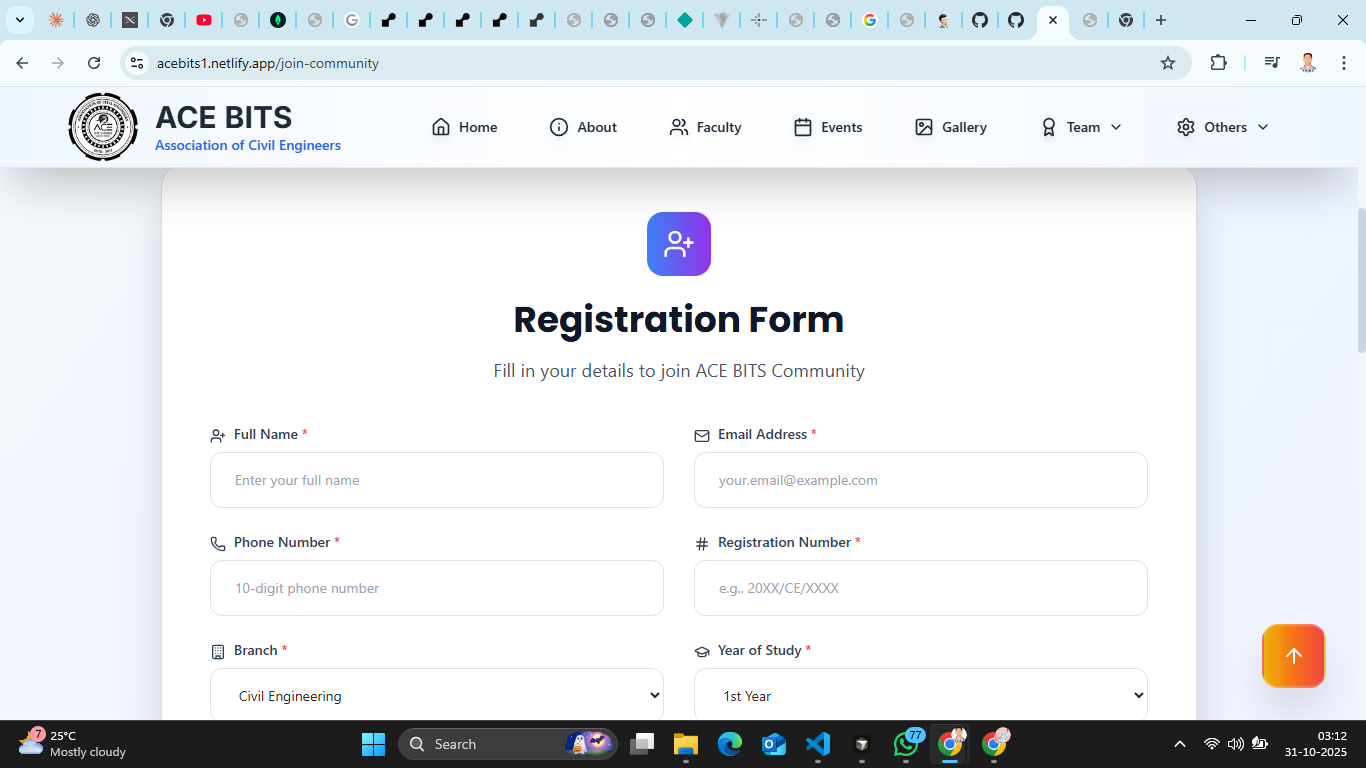 acebits1.netlify.app/join-community
ACE BITS
Association of Civil Engineers
Home
About
Faculty
Events
Gallery
Team
Others
Registration Form
Fill in your details to join ACE BITS Community
Full Name *
Email Address *
Enter your full name
your.email@example.com
Phone Number *
Registration Number *
10-digit phone number
e.g., 20XX/CE/XXXX
Branch *
Year of Study *
Civil Engineering
1st Year
7
25°C
Mostly cloudy
Search
77
03:12
31-10-2025